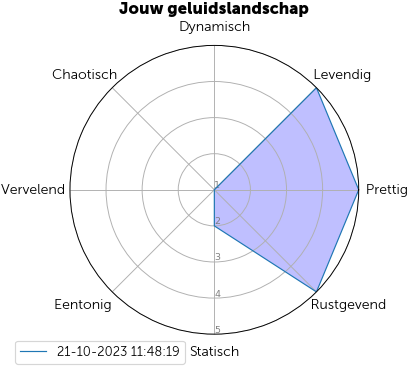 Jouw geluidslandschap
Dynamisch
Chaotisch
Levendig
Vervelend
Prettig
1
2
3
4
5
Eentonig
Rustgevend
21-10-2023 11:48:19
Statisch